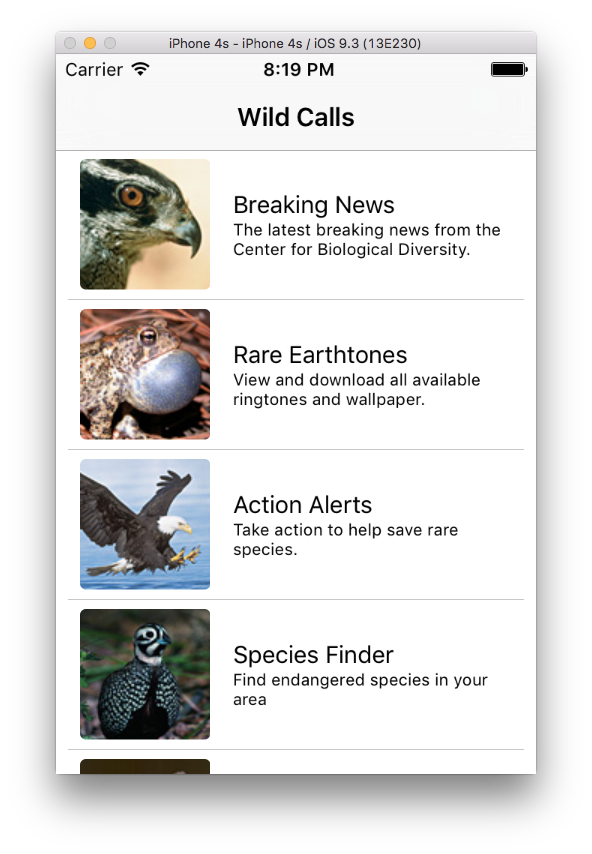 iPhone 4s - iPhone 4s / iOS 9.3 (13E230)
Carrier 8:19 PM
Wild Calls
Breaking News
The latest breaking news from the
Center for Biological Diversity.
Rare Earthtones
View and download all available
ringtones and wallpaper.
Action Alerts
Take action to help save rare
species.
Species Finder
Find endangered species in your
area